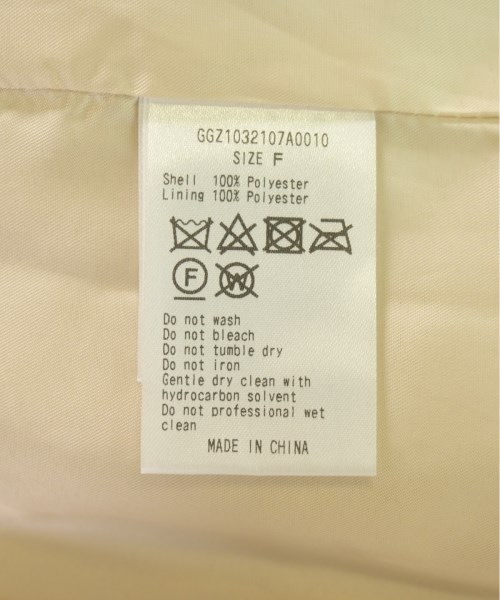 GGZ1032107A0010
SIZE F
Shell 100% Polyester
Lining 100% Polyester
F W
Do not wash
Do not bleach
Do not tumble dry
Do not iron
Gentle dry clean with
hydrocarbon solvent
Do not professional wet
clean
MADE IN CHINA